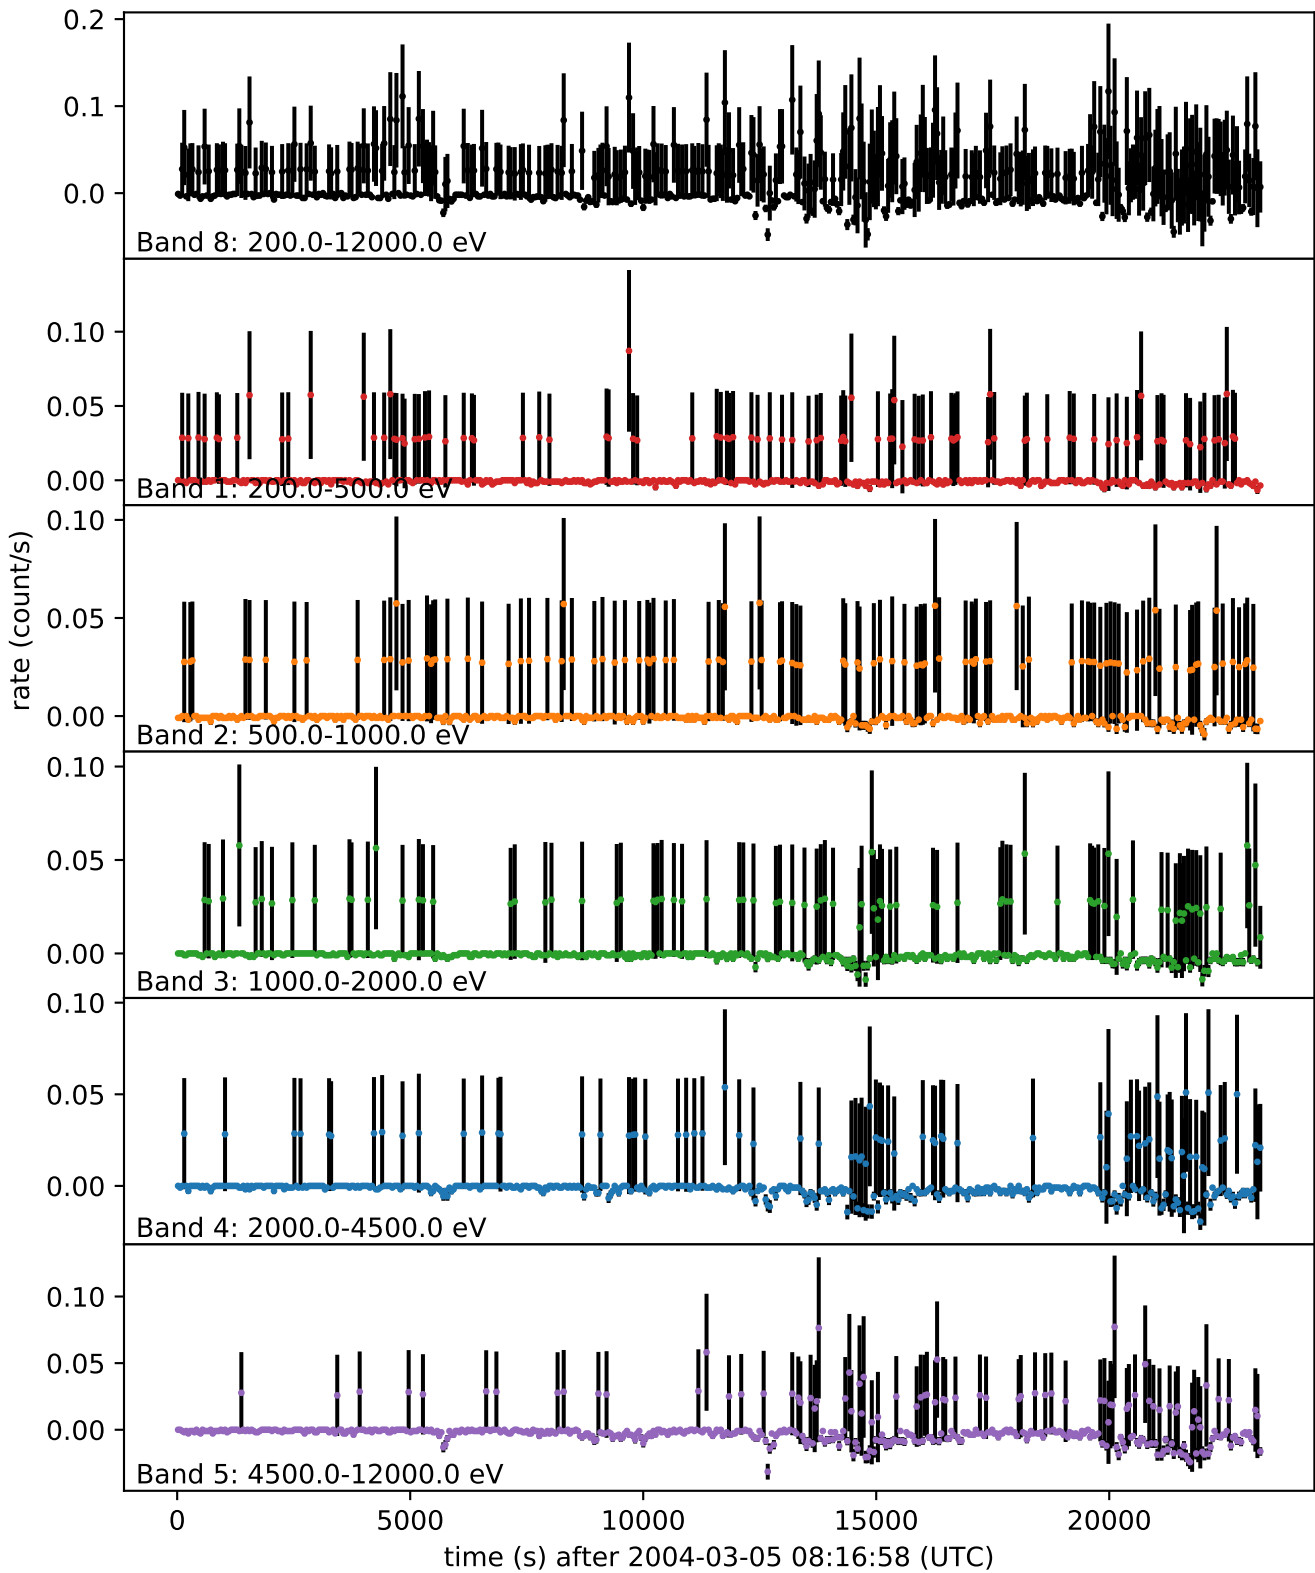 0.2
0.1
0.0
Band 8: 200.0-12000.0 eV
0.10
0.05
0.00
Band 1: 200.0-500.0 eV
0.10
0.05
0.00
Band 2: 500.0-1000.0 eV
rate (count/s)
0.10
0.05
0.00
Band 3: 1000.0-2000.0 eV
0.10
0.05
0.00
Band 4: 2000.0-4500.0 eV
0.10
0.05
0.00
Band 5: 4500.0-12000.0 eV
0 5000 10000 15000 20000
time (s) after 2004-03-05 08:16:58 (UTC)